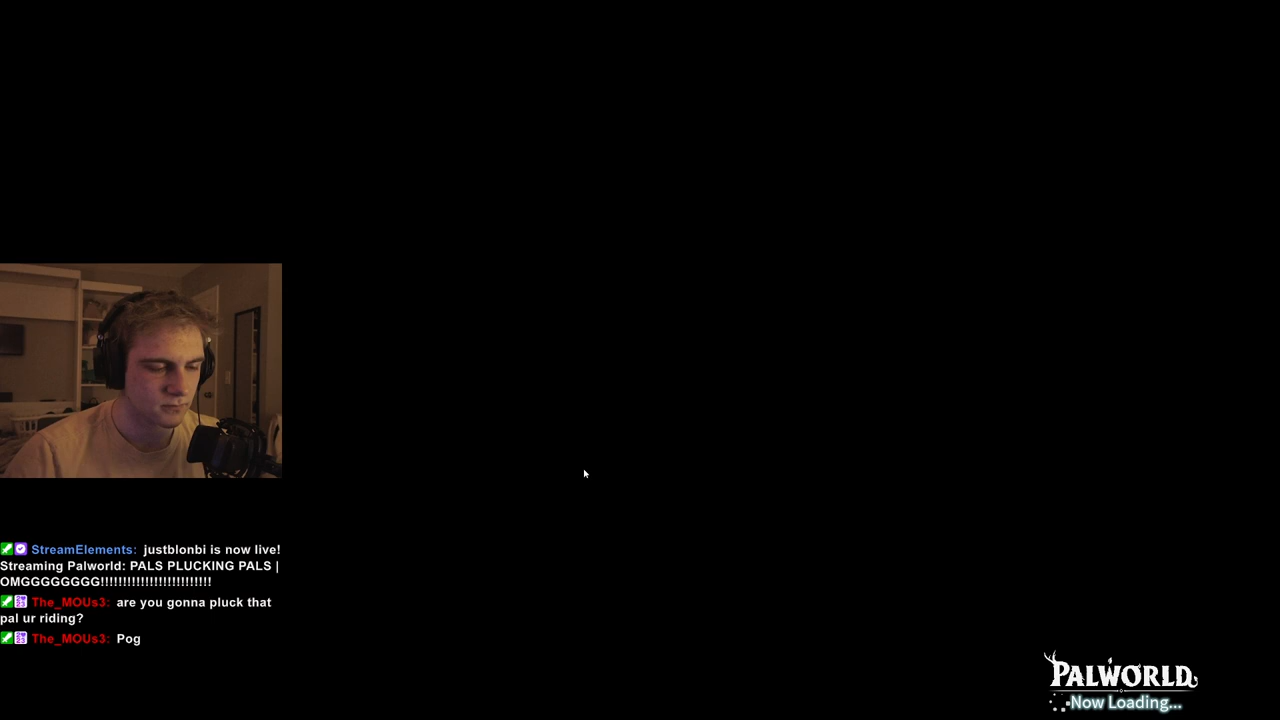 StreamElements: justblonbi is now live!
Streaming Palworld: PALS PLUCKING PALS |
OMGGGGGGGG!!!!!!!!!!!!!!!!!!!!!!!!!
The_MOUs3: are you gonna pluck that
pal ur riding?
The_MOUs3: Pog
PALWORLD
Now Loading...